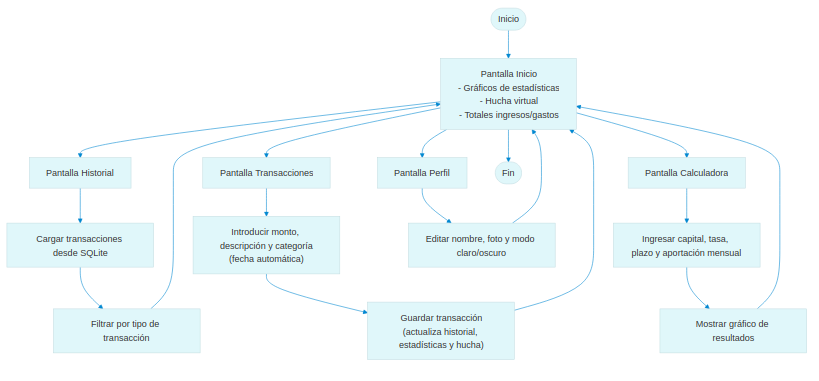 Inicio
Pantalla Inicio
- Gráficos de estadísticas
- Hucha virtual
- Totales ingresos/gastos
Pantalla Historial
Pantalla Transacciones
Pantalla Perfil
Fin
Pantalla Calculadora
Cargar transacciones
desde SQLite
Introducir monto,
descripción y categoría
(fecha automática)
Editar nombre, foto y modo
claro/oscuro
Ingresar capital, tasa,
plazo y aportación mensual
Filtrar por tipo de
transacción
Guardar transacción
(actualiza historial,
estadísticas y hucha)
Mostrar gráfico de
resultados